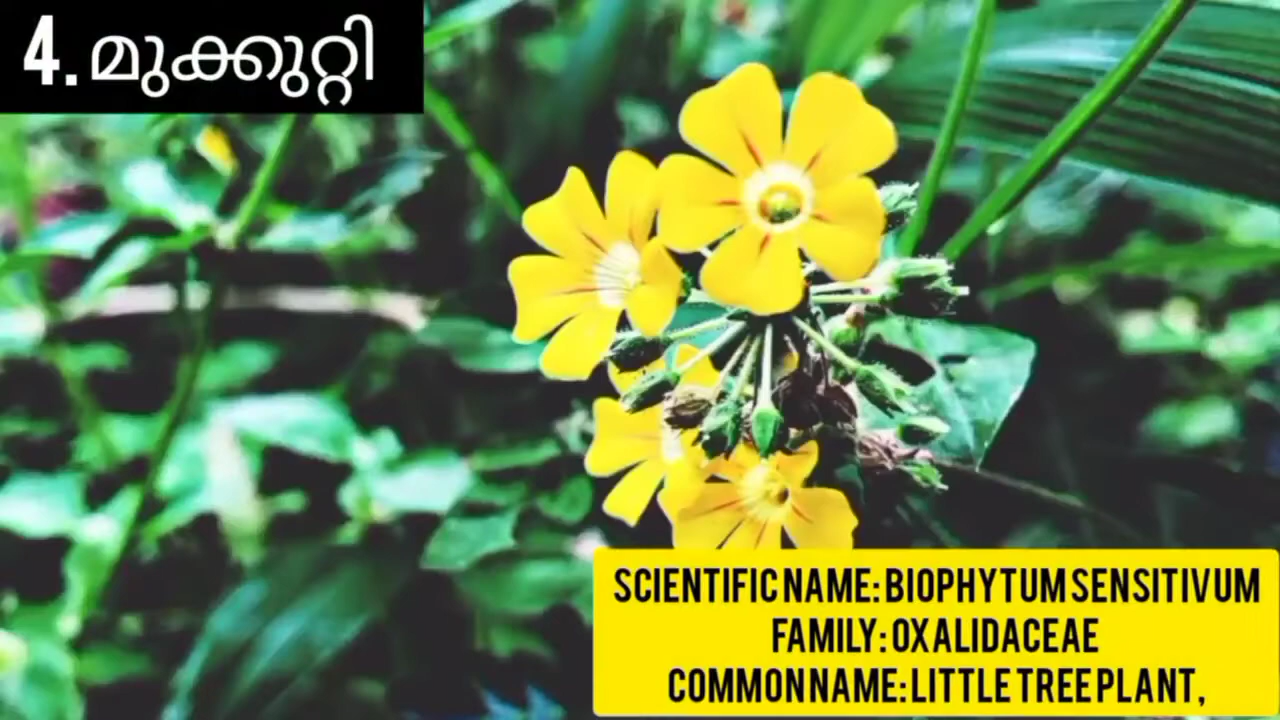 4. മുക്കുറ്റി
SCIENTIFIC NAME: BIOPHYTUM SENSITIVUM
FAMILY: OXALIDACEAE
COMMON NAME: LITTLE TREE PLANT,